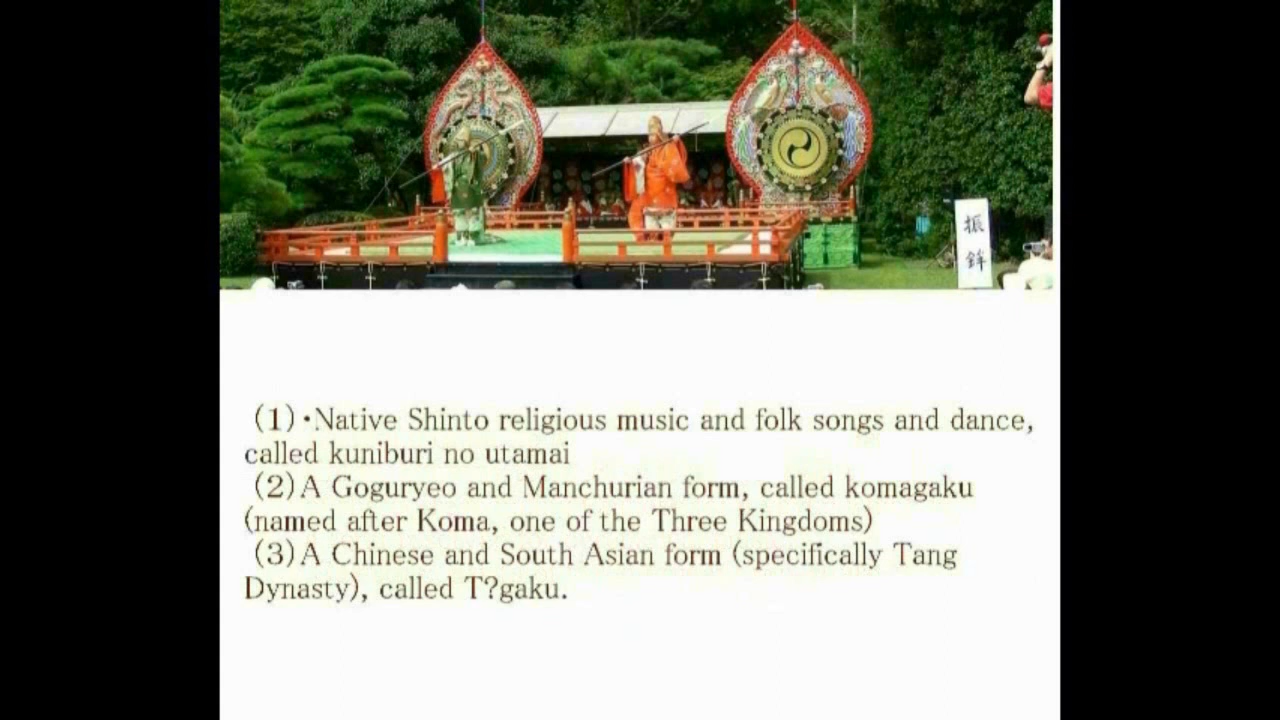 振
鉾
(1)・Native Shinto religious music and folk songs and dance,
called kuniburi no utamai
(2)A Goguryeo and Manchurian form, called komagaku
(named after Koma, one of the Three Kingdoms)
(3)A Chinese and South Asian form (specifically Tang
Dynasty), called T?gaku.